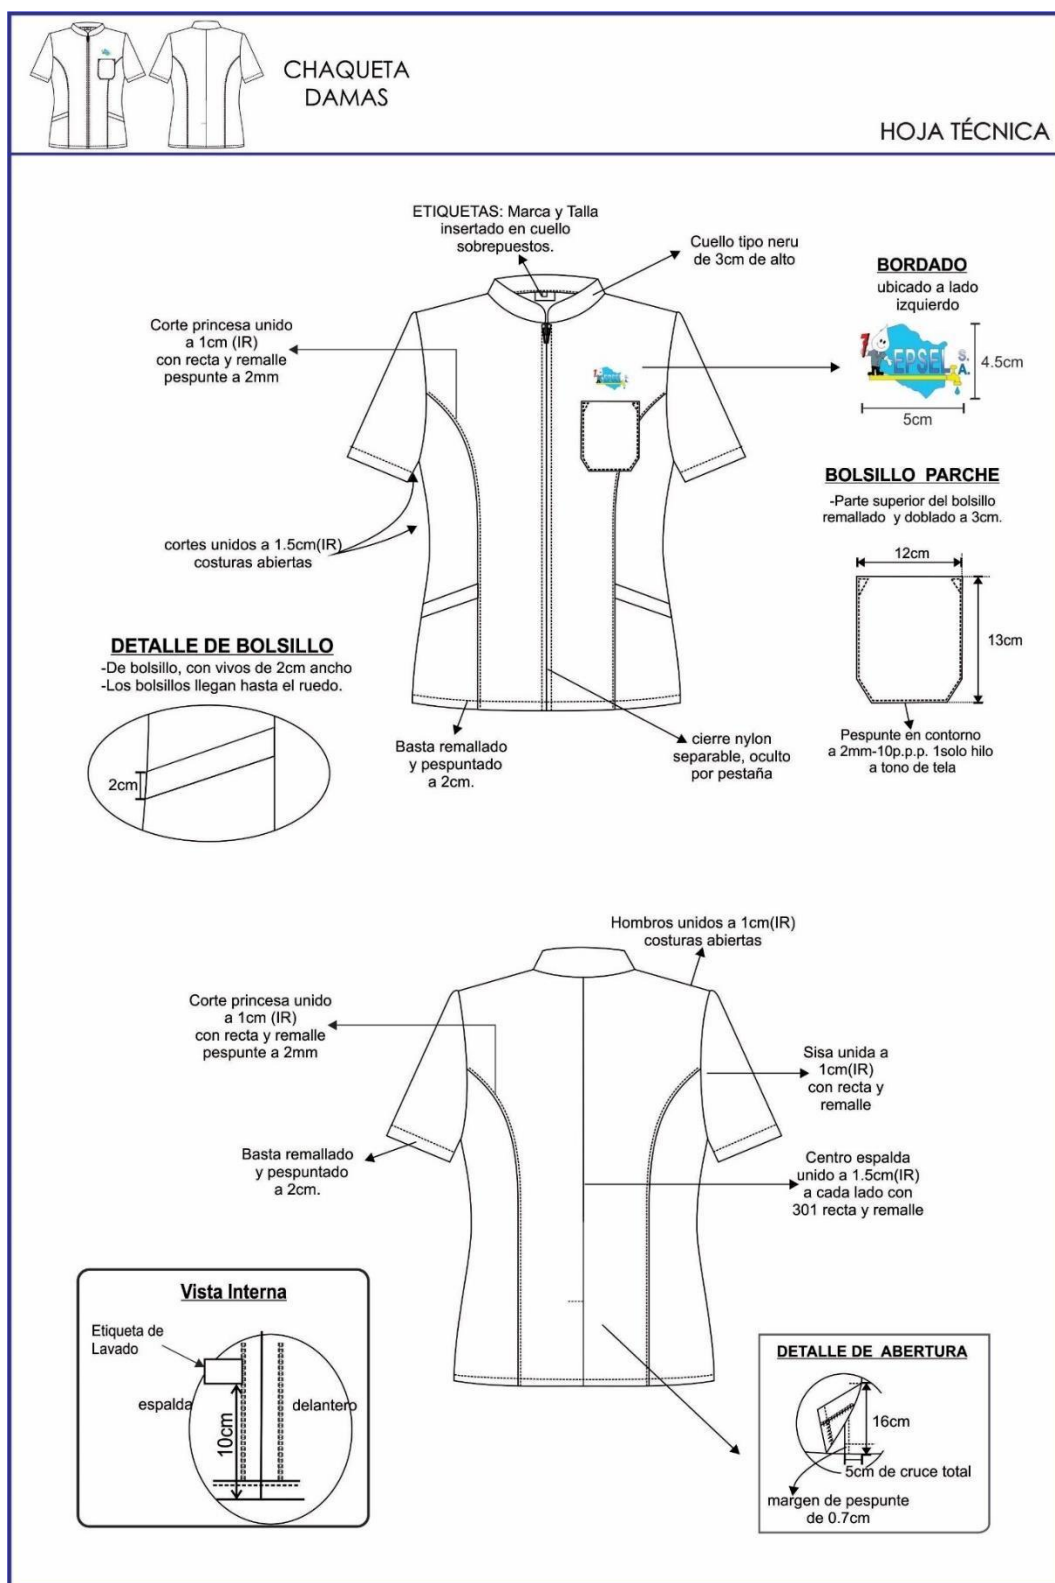 CHAQUETA
DAMAS
HOJA TÉCNICA
ETIQUETAS: Marca y Talla
insertado en cuello
sobrepuestos.
Cuello tipo neru
de 3cm de alto
BORDADO
ubicado a lado
izquierdo
EPSEL S.A.
4.5cm
5cm
Corte princesa unido
a 1cm (IR)
con recta y remalle
pespunte a 2mm
EPSEL
BOLSILLO PARCHE
-Parte superior del bolsillo
remallado y doblado a 3cm.
12cm
13cm
Pespunte en contorno
a 2mm-10p.p.p. 1solo hilo
a tono de tela
cortes unidos a 1.5cm(IR)
costuras abiertas
DETALLE DE BOLSILLO
-De bolsillo, con vivos de 2cm ancho
-Los bolsillos llegan hasta el ruedo.
2cm
Basta remallado
y pespuntado
a 2cm.
cierre nylon
separable, oculto
por pestaña
Hombros unidos a 1cm(IR)
costuras abiertas
Corte princesa unido
a 1cm (IR)
con recta y remalle
pespunte a 2mm
Sisa unida a
1cm(IR)
con recta y
remalle
Basta remallado
y pespuntado
a 2cm.
Centro espalda
unido a 1.5cm(IR)
a cada lado con
301 recta y remalle
Vista Interna
Etiqueta de
Lavado
espalda
delantero
10cm
DETALLE DE ABERTURA
16cm
5cm de cruce total
margen de pespunte
de 0.7cm